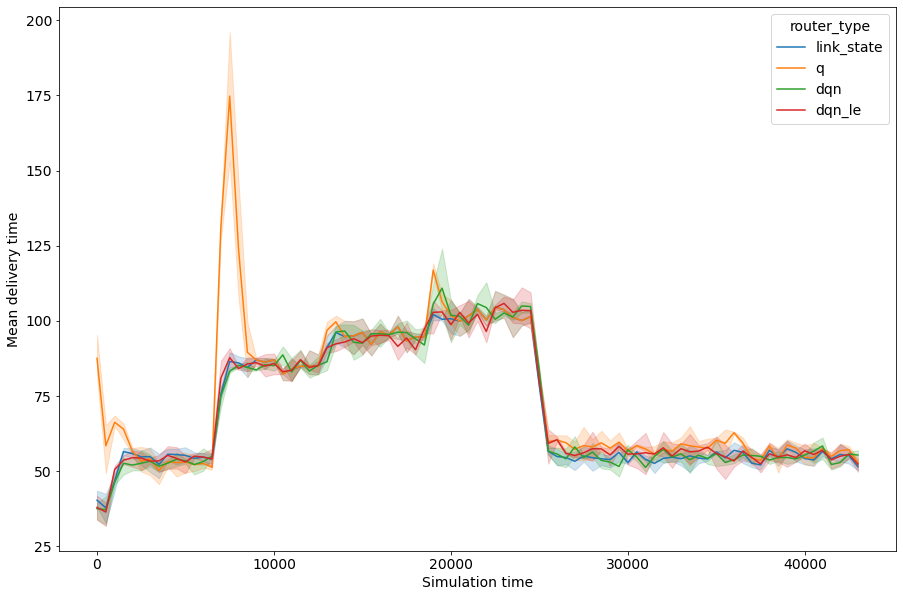 200
175
150
125
100
75
50
25
Mean delivery time
0
10000
20000
30000
40000
Simulation time
router_type
link_state
q
dqn
dqn_le